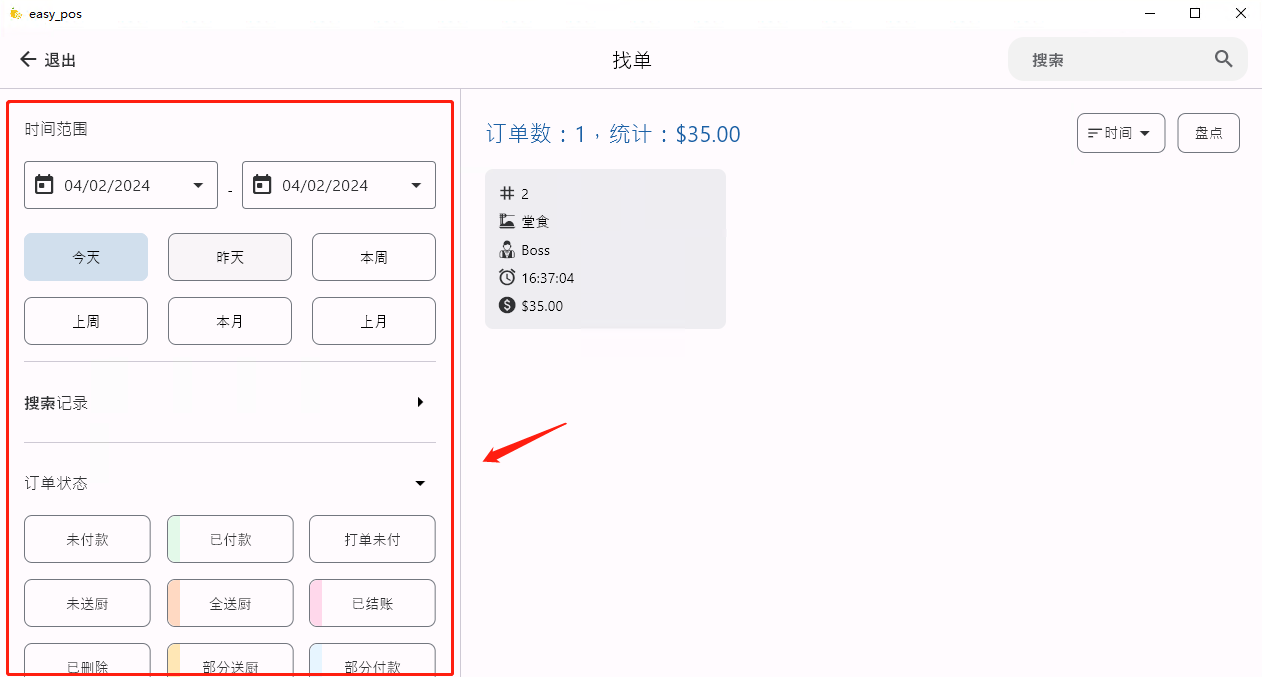 easy_pos
退出
找单
搜索
时间范围
04/02/2024 - 04/02/2024
今天 昨天 本周
上周 本月 上月
搜索记录
订单状态
未付款 已付款 打单未付
未送厨 全送厨 已结账
已删除 部分送厨 部分付款
订单数：1，统计：$35.00
时间
盘点
# 2
堂食
Boss
16:37:04
$35.00